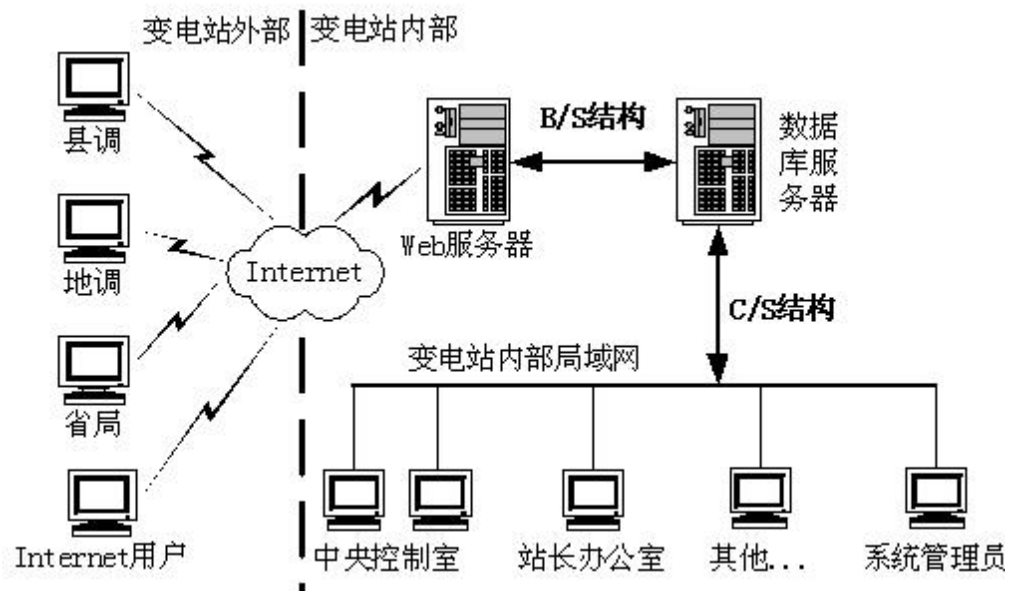 变电站外部
变电站内部
县调
地调
省局
Internet用户
Internet
Web服务器
B/S结构
数据
库服
务器
C/S结构
变电站内部局域网
中央控制室
站长办公室
其他...
系统管理员